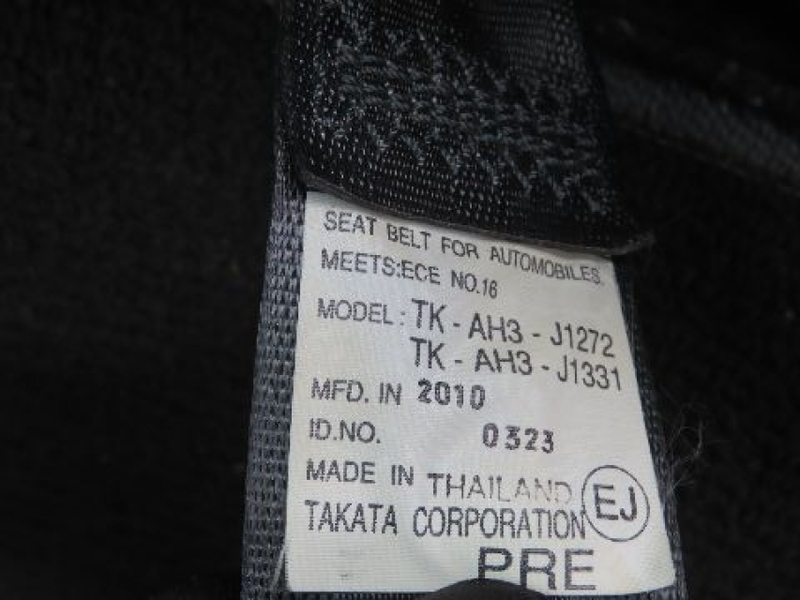 SEAT BELT FOR AUTOMOBILES.
MEETS:ECE NO.16
MODEL: TK - AH3 - J1272
TK - AH3 - J1331
MFD. IN 2010
ID.NO. 0323
MADE IN THAILAND
EJ
TAKATA CORPORATION
PRE